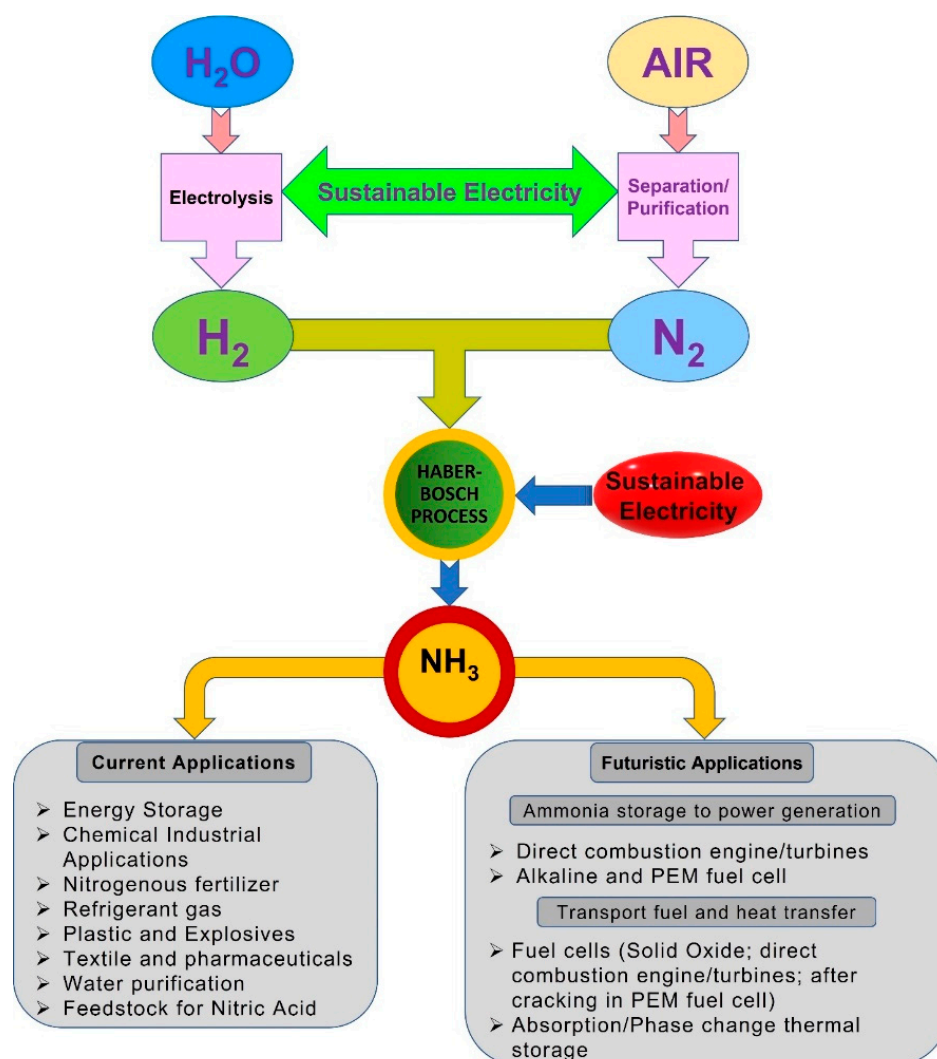 H₂O
AIR
Electrolysis
Sustainable Electricity
Separation/
Purification
H₂
N₂
HABER-
BOSCH
PROCESS
Sustainable
Electricity
NH₃
Current Applications
➢ Energy Storage
➢ Chemical Industrial
Applications
➢ Nitrogenous fertilizer
➢ Refrigerant gas
➢ Plastic and Explosives
➢ Textile and pharmaceuticals
➢ Water purification
➢ Feedstock for Nitric Acid
Futuristic Applications
Ammonia storage to power generation
➢ Direct combustion engine/turbines
➢ Alkaline and PEM fuel cell
Transport fuel and heat transfer
➢ Fuel cells (Solid Oxide; direct
combustion engine/turbines; after
cracking in PEM fuel cell)
➢ Absorption/Phase change thermal
storage